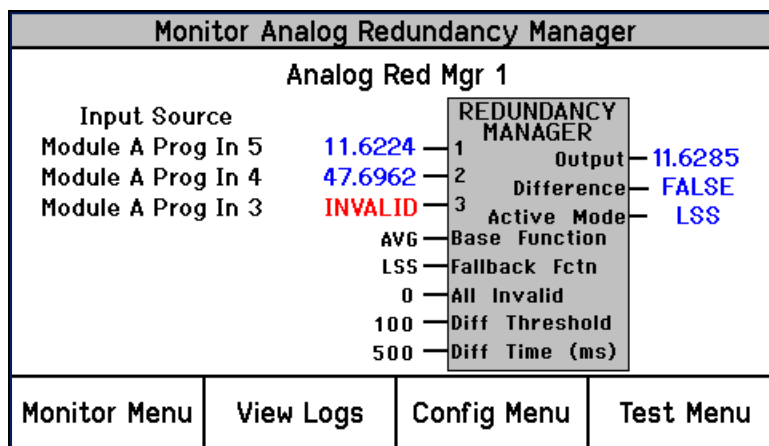 Monitor Analog Redundancy Manager
Analog Red Mgr 1
Input Source
Module A Prog In 5 11.6224
Module A Prog In 4 47.6962
Module A Prog In 3 INVALID
REDUNDANCY
MANAGER
1
2
3
Output 11.6285
Difference FALSE
Active Mode LSS
AVG Base Function
LSS Fallback Fctn
0 All Invalid
100 Diff Threshold
500 Diff Time (ms)
Monitor Menu View Logs Config Menu Test Menu